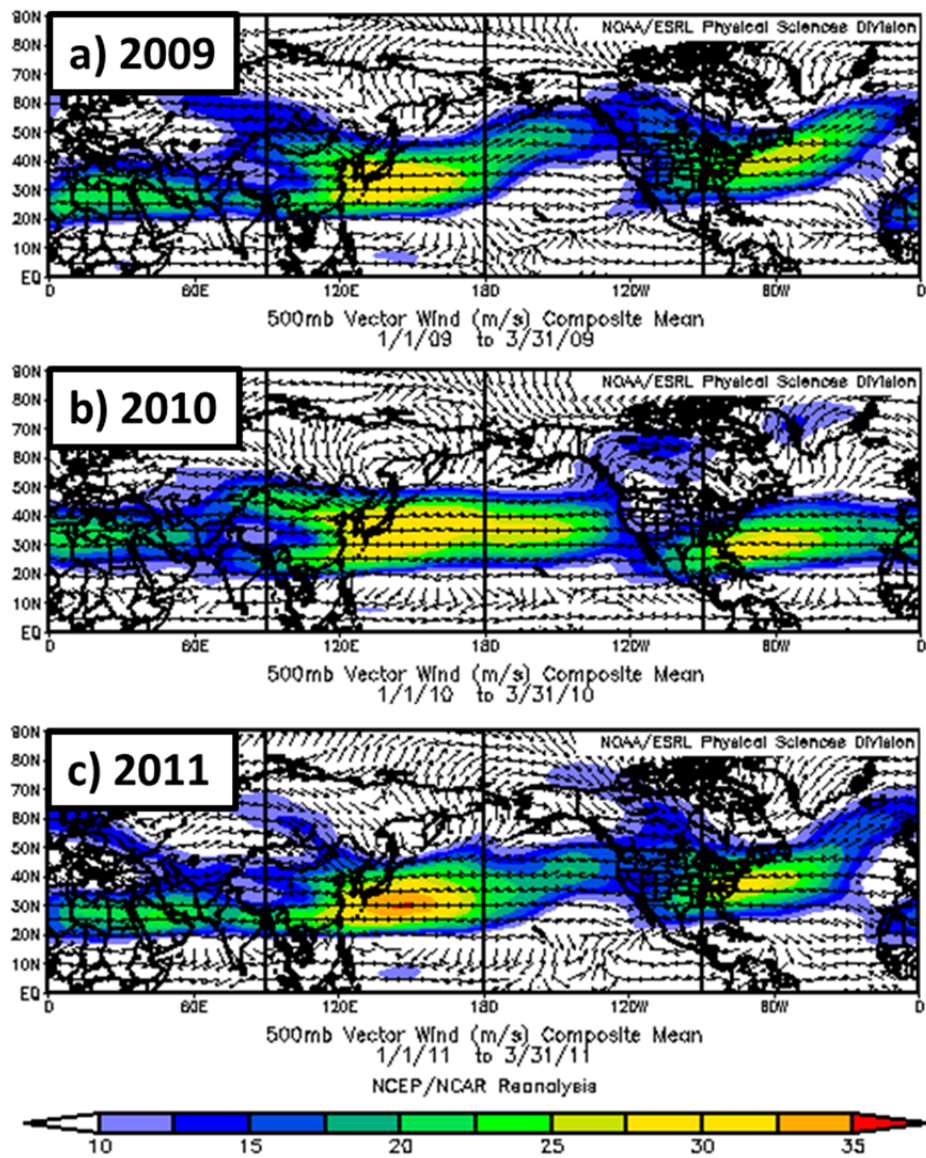 a) 2009
NOAA/ESRL Physical Sciences Division
90N
80N
70N
60N
50N
40N
30N
20N
10N
EQ
0 60E 120E 180 120W 60W 0
500mb Vector Wind (m/s) Composite Mean
1/1/09 to 3/31/09
b) 2010
NOAA/ESRL Physical Sciences Division
90N
80N
70N
60N
50N
40N
30N
20N
10N
EQ
0 60E 120E 180 120W 60W 0
500mb Vector Wind (m/s) Composite Mean
1/1/10 to 3/31/10
c) 2011
NOAA/ESRL Physical Sciences Division
90N
80N
70N
60N
50N
40N
30N
20N
10N
EQ
0 60E 120E 180 120W 60W 0
500mb Vector Wind (m/s) Composite Mean
1/1/11 to 3/31/11
NCEP/NCAR Reanalysis
10 15 20 25 30 35